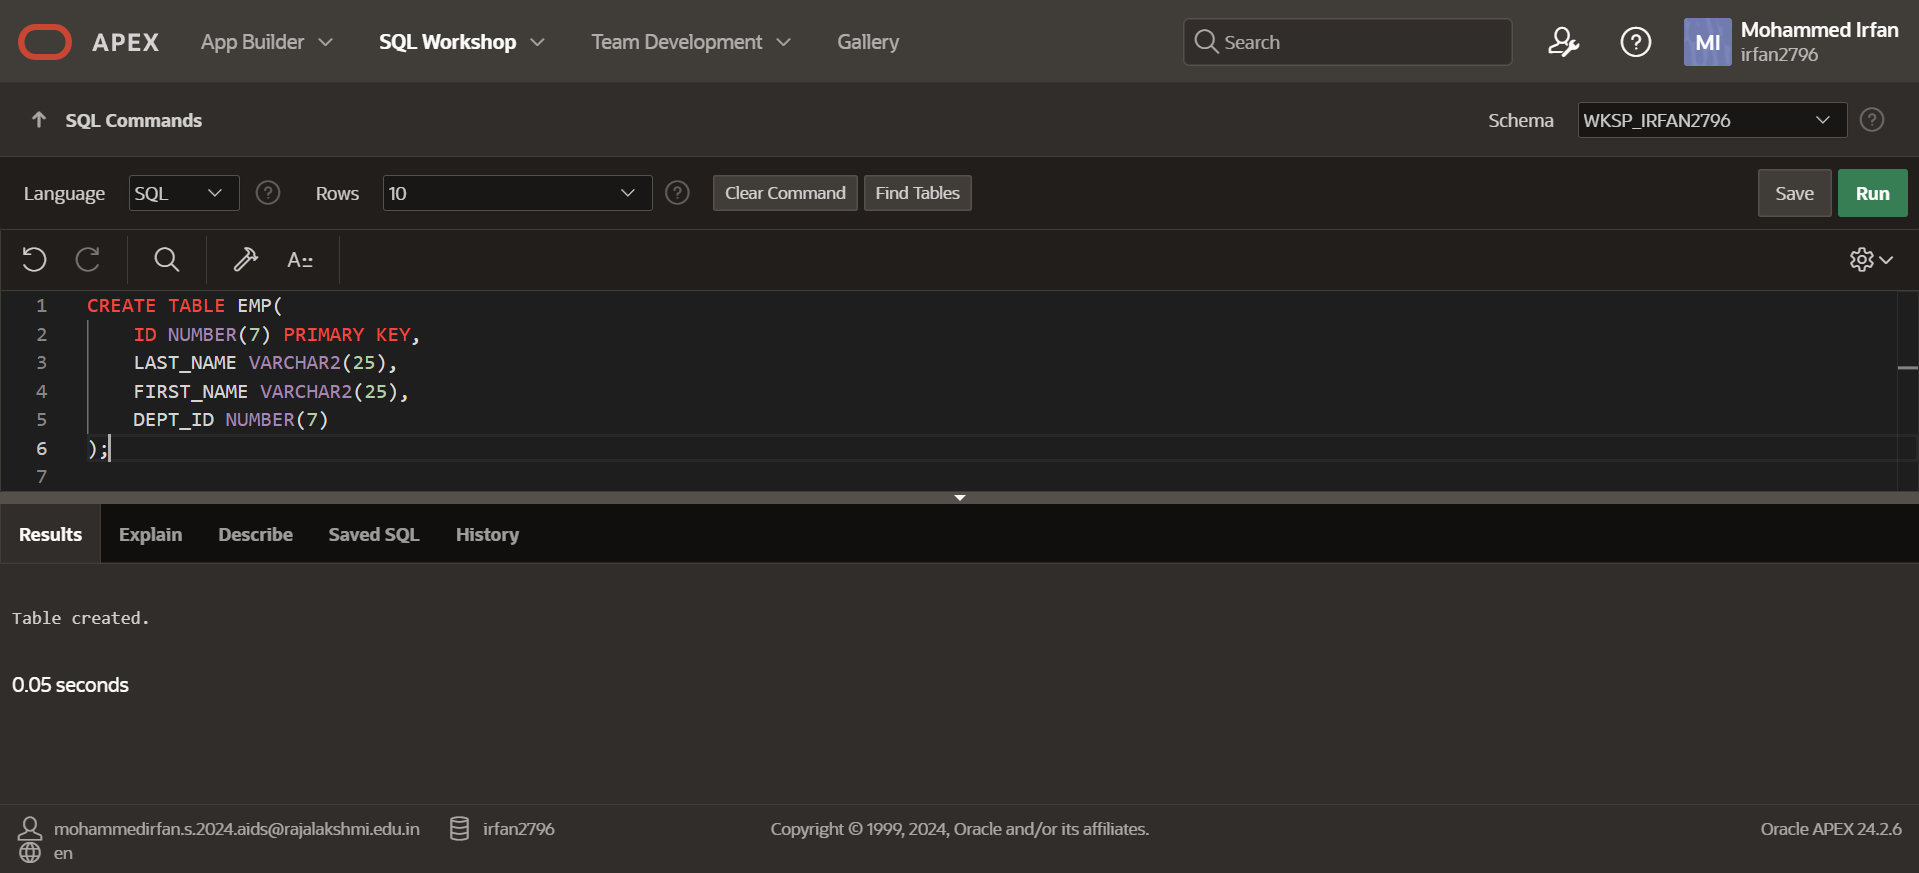 APEX App Builder SQL Workshop Team Development Gallery Search MI Mohammed Irfan
irfan2796
SQL Commands Schema WKSP_IRFAN2796
Language SQL Rows 10 Clear Command Find Tables Save Run
A
1 CREATE TABLE EMP(
2 ID NUMBER(7) PRIMARY KEY,
3 LAST_NAME VARCHAR2(25),
4 FIRST_NAME VARCHAR2(25),
5 DEPT_ID NUMBER(7)
6 );
7
Results Explain Describe Saved SQL History
Table created.
0.05 seconds
mohammedirfan.s.2024.aids@rajalakshmi.edu.in irfan2796 Copyright © 1999, 2024, Oracle and/or its affiliates. Oracle APEX 24.2.6
en